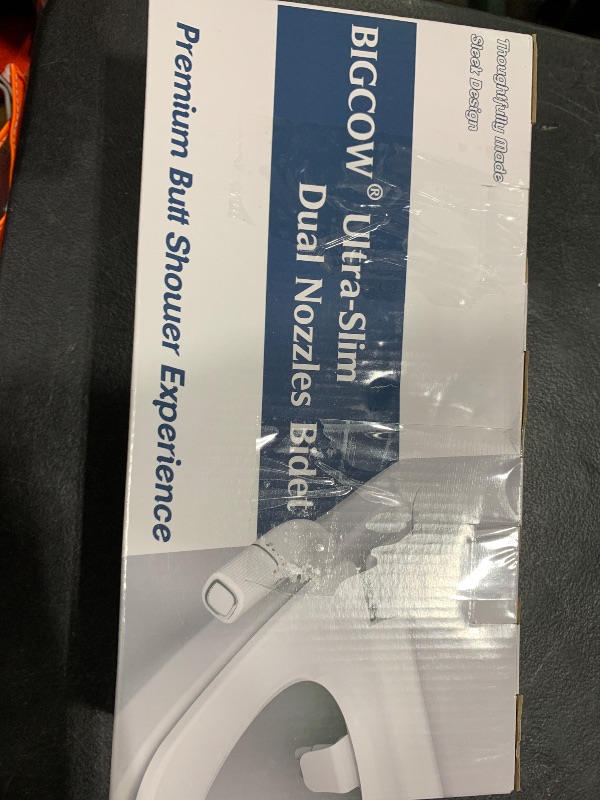 Thoughtfully Made
Sleek Design
BIGCOW® Ultra-Slim
Dual Nozzles Bidet
Premium Butt Shower Experience